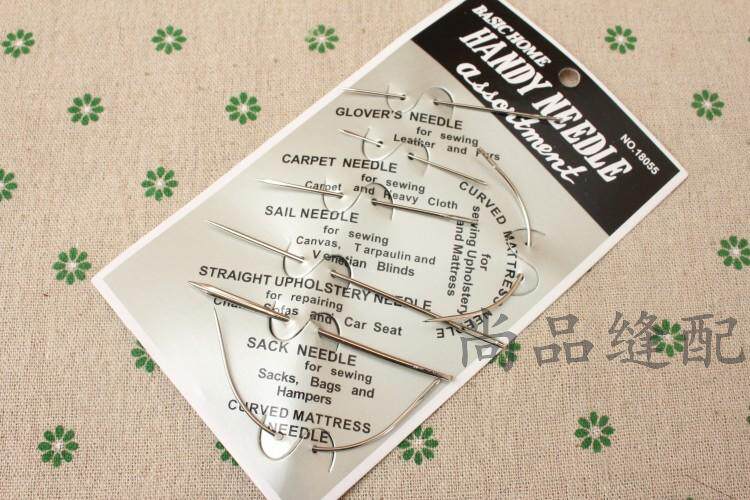 BASIC HOME
HANDY NEEDLE
assortment
NO. 18055
GLOVER'S NEEDLE
for sewing
Leather and Furs
CARPET NEEDLE
for sewing
Carpet and Heavy Cloth
SAIL NEEDLE
for sewing
Canvas, Tarpaulin and
Venetian Blinds
STRAIGHT UPHOLSTERY NEEDLE
for repairing
Sofas and Car Seat
SACK NEEDLE
for sewing
Sacks, Bags and
Hampers
CURVED MATTRESS
NEEDLE
CURVED MATTRESS NEEDLE
for
sewing Upholstery
and Mattress
尚品缝配